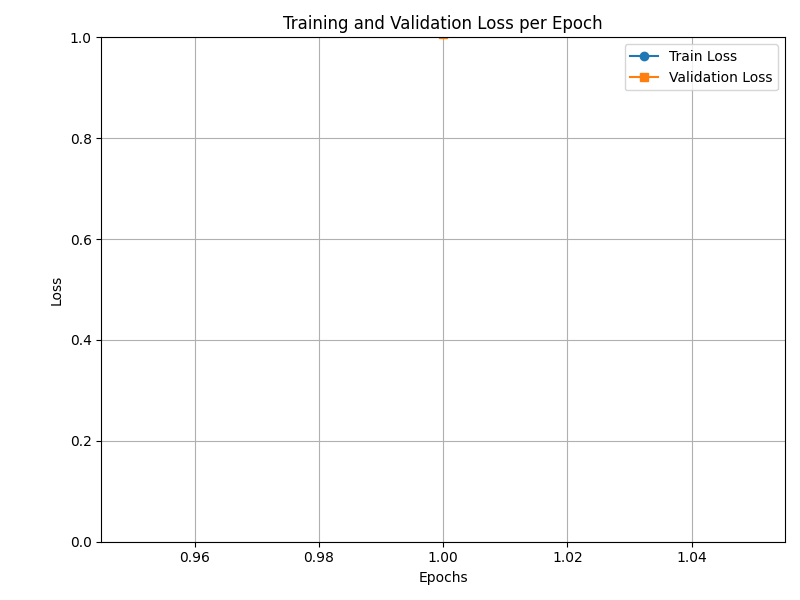 Training and Validation Loss per Epoch
Train Loss
Validation Loss
1.0
0.8
0.6
0.4
0.2
0.0
Loss
0.96
0.98
1.00
1.02
1.04
Epochs